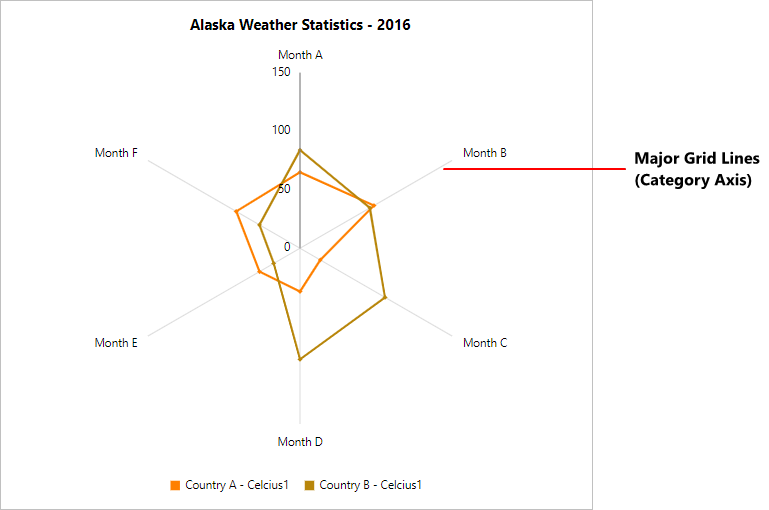 Alaska Weather Statistics - 2016
Month A
150
100
Month F
Month B
Major Grid Lines
(Category Axis)
50
0
Month E
Month C
Month D
Country A - Celcius1
Country B - Celcius1